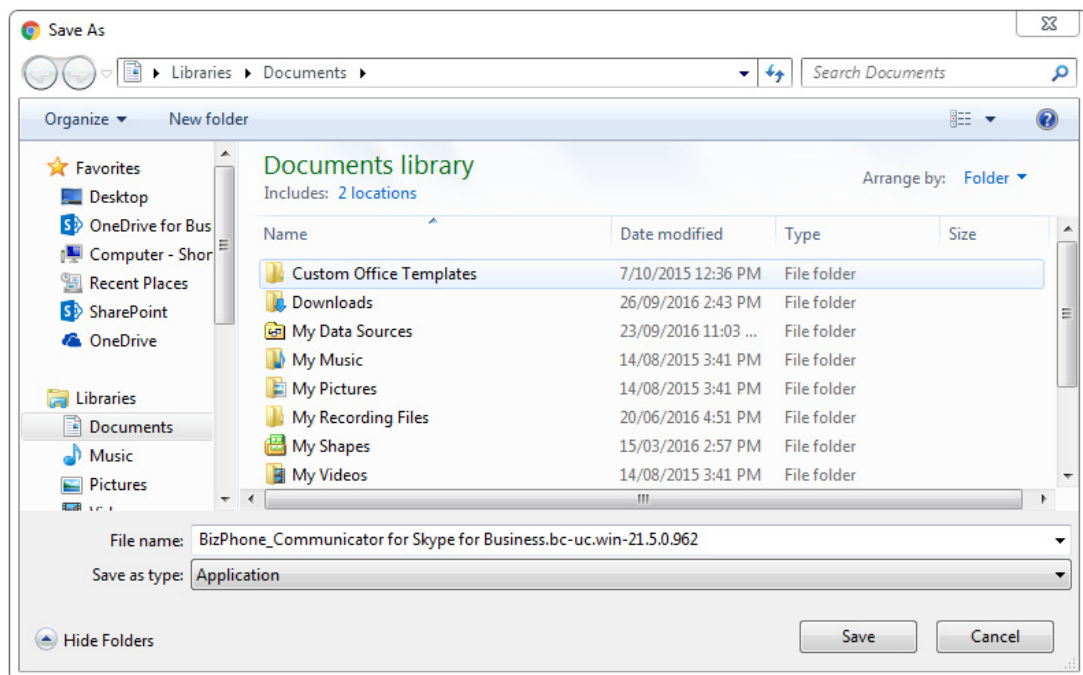 Save As
Libraries Documents
Search Documents
Organize New folder
Favorites
Desktop
OneDrive for Bus
Computer - Shor
Recent Places
SharePoint
OneDrive
Libraries
Documents
Music
Pictures
Documents library
Includes: 2 locations
Arrange by: Folder
Name Date modified Type Size
Custom Office Templates 7/10/2015 12:36 PM File folder
Downloads 26/09/2016 2:43 PM File folder
My Data Sources 23/09/2016 11:03 ... File folder
My Music 14/08/2015 3:41 PM File folder
My Pictures 14/08/2015 3:41 PM File folder
My Recording Files 20/06/2016 4:51 PM File folder
My Shapes 15/03/2016 2:57 PM File folder
My Videos 14/08/2015 3:41 PM File folder
File name: BizPhone_Communicator for Skype for Business.bc-uc.win-21.5.0.962
Save as type: Application
Hide Folders
Save Cancel